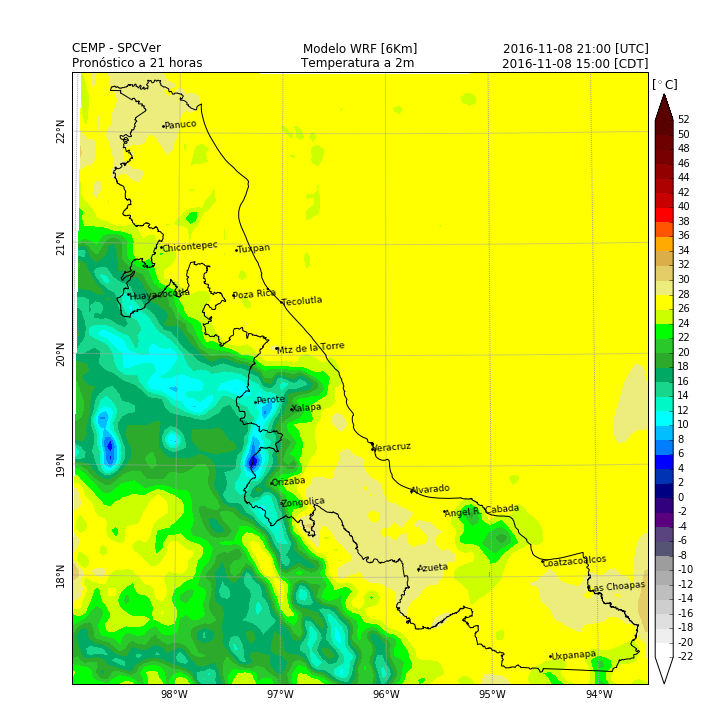 CEMP - SPCVer
Modelo WRF [6Km]
2016-11-08 21:00 [UTC]
Pronóstico a 21 horas
Temperatura a 2m
2016-11-08 15:00 [CDT]
[°C]
52
50
48
46
44
42
40
38
36
34
32
30
28
26
24
22
20
18
16
14
12
10
8
6
4
2
0
-2
-4
-6
-8
-10
-12
-14
-16
-18
-20
-22
22°N
21°N
20°N
19°N
18°N
Panuco
Chicontepec
Tuxpan
Huayacocotla
Poza Rica
Tecolutla
Mtz de la Torre
Perote
Xalapa
Veracruz
Orizaba
Alvarado
Zongolica
Angel R. Cabada
Azueta
Coatzacoalcos
Las Choapas
Uxpanapa
98°W
97°W
96°W
95°W
94°W